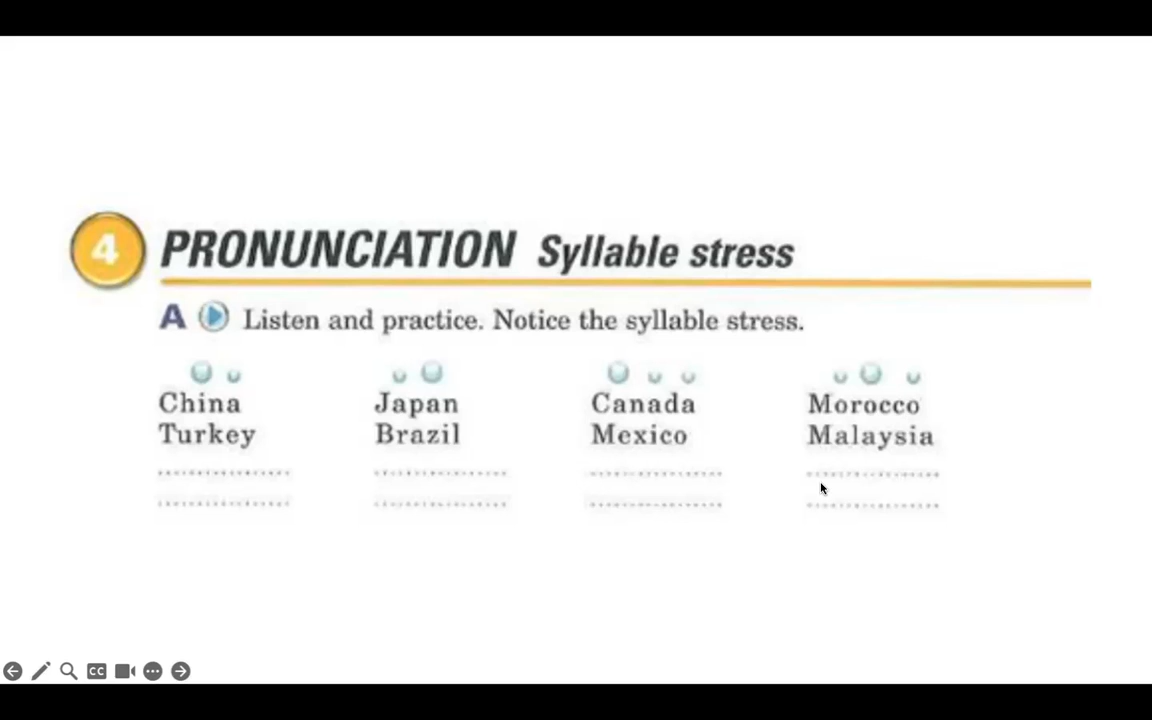 4 PRONUNCIATION Syllable stress
A Listen and practice. Notice the syllable stress.
China Japan Canada Morocco
Turkey Brazil Mexico Malaysia
CC